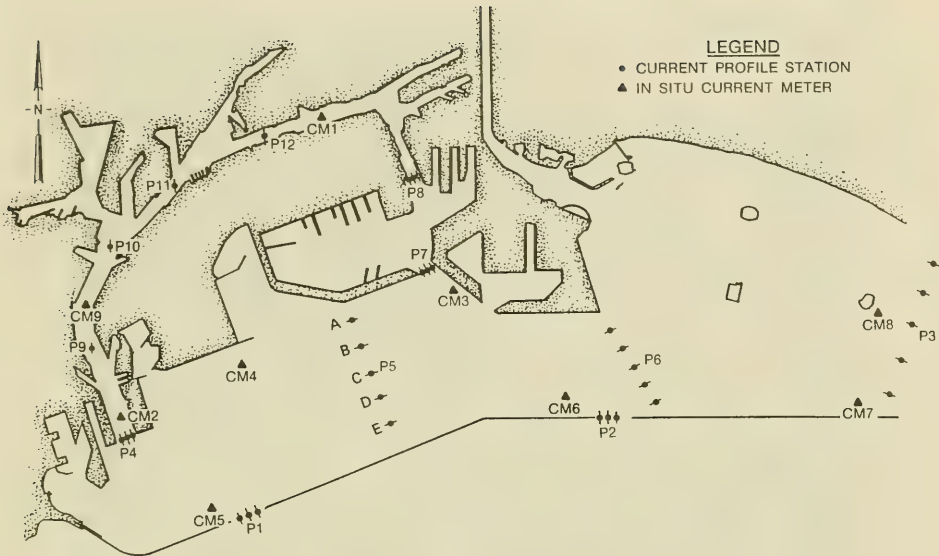 LEGEND
CURRENT PROFILE STATION
IN SITU CURRENT METER
N
CM1
P12
P11
P8
P10
P7
CM3
CM9
CM8
P3
A
P9
B
P6
CM4
C
P5
D
CM6
CM7
CM2
E
P2
P4
CM5
P1